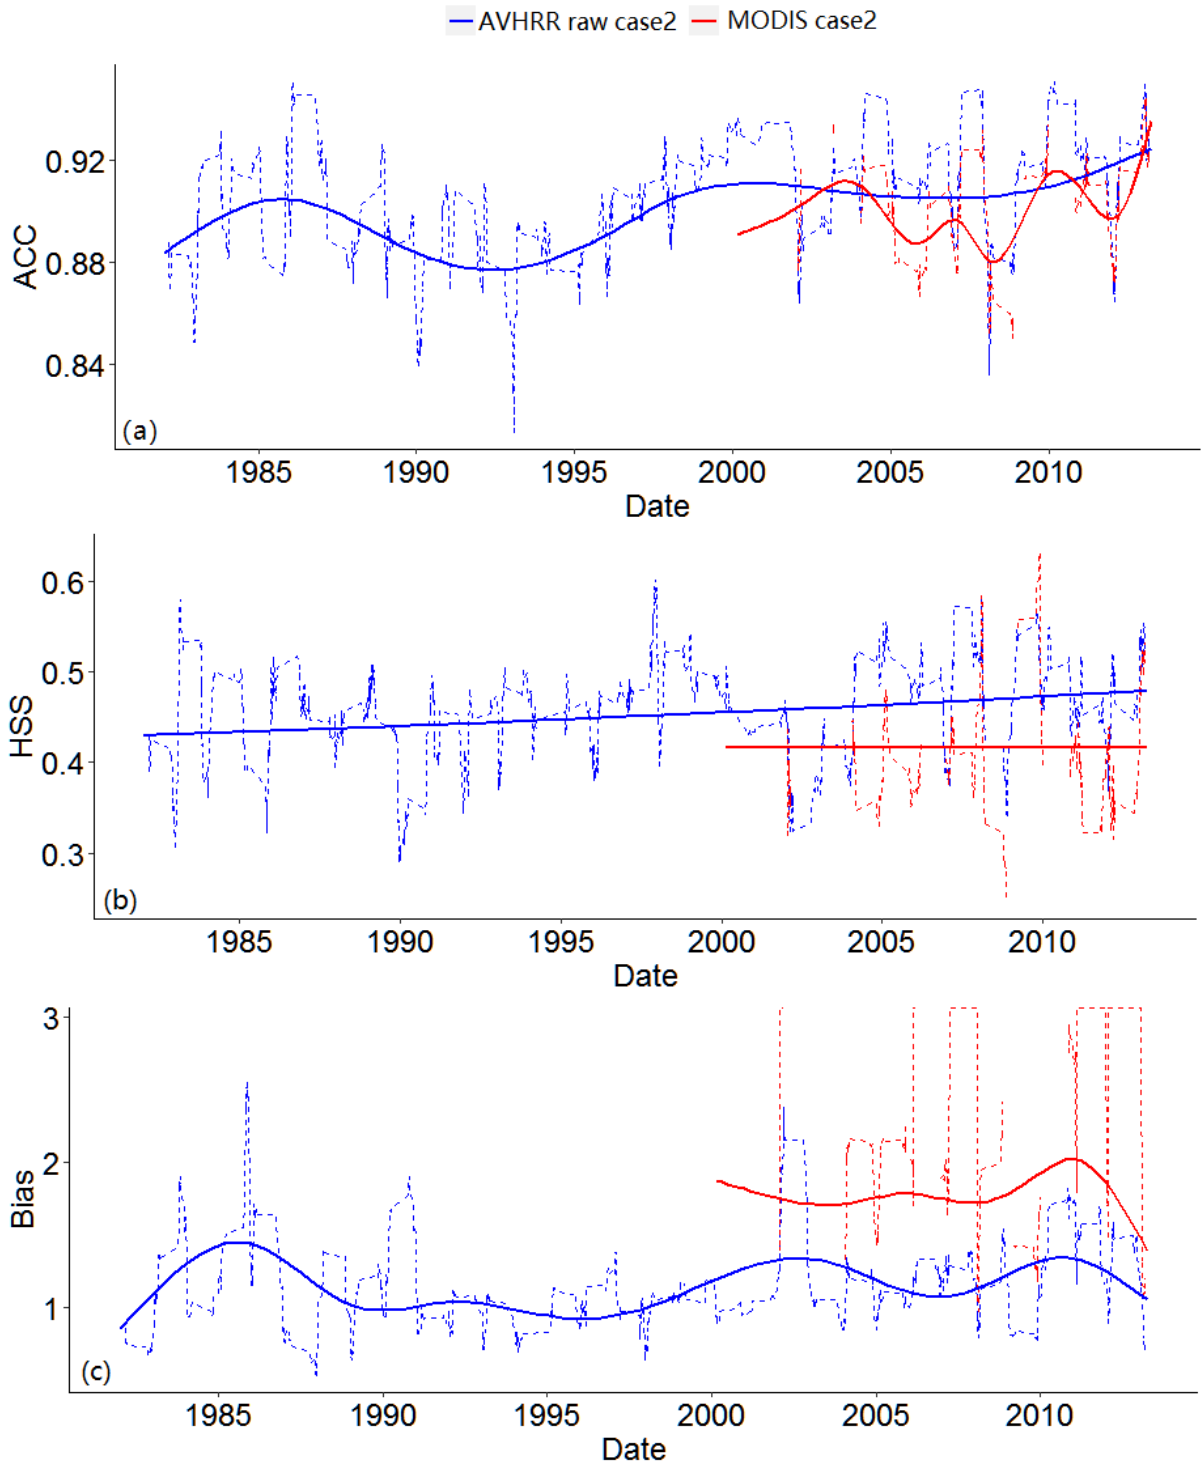 AVHRR raw case2 MODIS case2
ACC
0.92
0.88
0.84
(a)
1985 1990 1995 2000 2005 2010
Date
HSS
0.6
0.5
0.4
0.3
(b)
1985 1990 1995 2000 2005 2010
Date
Bias
3
2
1
(c)
1985 1990 1995 2000 2005 2010
Date